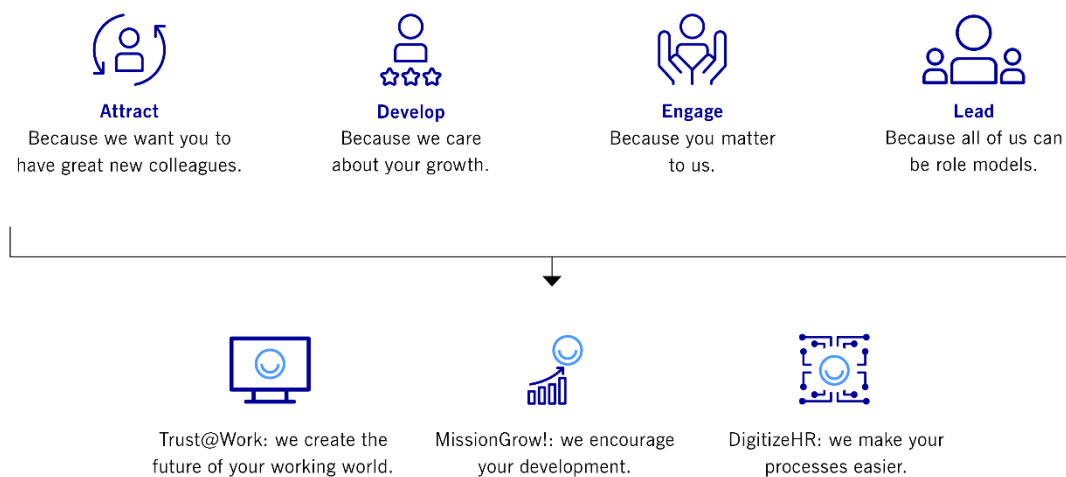 Attract
Because we want you to
have great new colleagues.
Develop
Because we care
about your growth.
Engage
Because you matter
to us.
Lead
Because all of us can
be role models.
Trust@Work: we create the
future of your working world.
MissionGrow!: we encourage
your development.
DigitizeHR: we make your
processes easier.